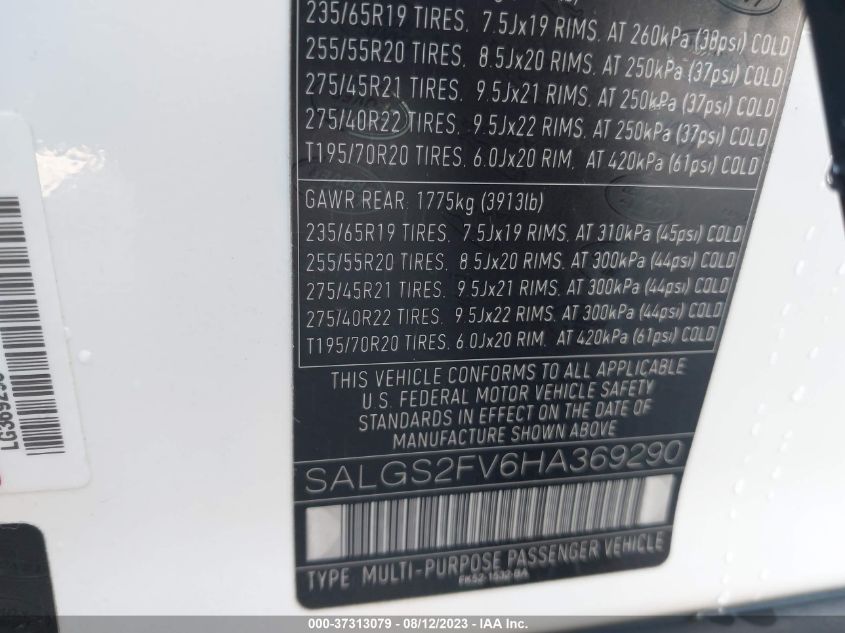 235/65R19 TIRES. 7.5Jx19 RIMS. AT 260kPa (38psi) COLD
255/55R20 TIRES. 8.5Jx20 RIMS. AT 250kPa (37psi) COLD
275/45R21 TIRES. 9.5Jx21 RIMS. AT 250kPa (37psi) COLD
275/40R22 TIRES. 9.5Jx22 RIMS. AT 250kPa (37psi) COLD
T195/70R20 TIRES. 6.0Jx20 RIM. AT 420kPa (61psi) COLD
GAWR REAR: 1775kg (3913lb)
235/65R19 TIRES. 7.5Jx19 RIMS. AT 310kPa (45psi) COLD
255/55R20 TIRES. 8.5Jx20 RIMS. AT 300kPa (44psi) COLD
275/45R21 TIRES. 9.5Jx21 RIMS. AT 300kPa (44psi) COLD
275/40R22 TIRES. 9.5Jx22 RIMS. AT 300kPa (44psi) COLD
T195/70R20 TIRES. 6.0Jx20 RIM. AT 420kPa (61psi) COLD
THIS VEHICLE CONFORMS TO ALL APPLICABLE
U.S. FEDERAL MOTOR VEHICLE SAFETY
STANDARDS IN EFFECT ON THE DATE OF
MANUFACTURE SHOWN ABOVE
SALGS2FV6HA369290
TYPE MULTI-PURPOSE PASSENGER VEHICLE
FK52-1532-BA
LG369290
000-37313079 - 08/12/2023 - IAA Inc.